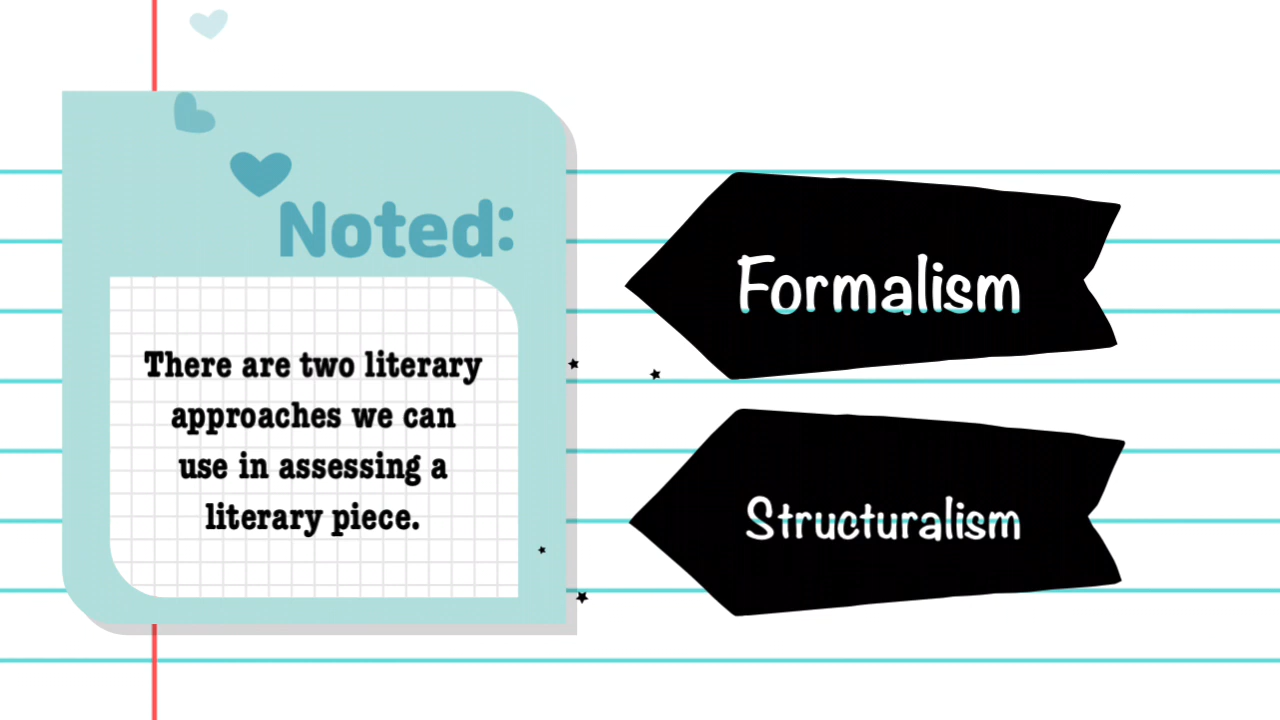 Noted:
There are two literary
approaches we can
use in assessing a
literary piece.
Formalism
Structuralism